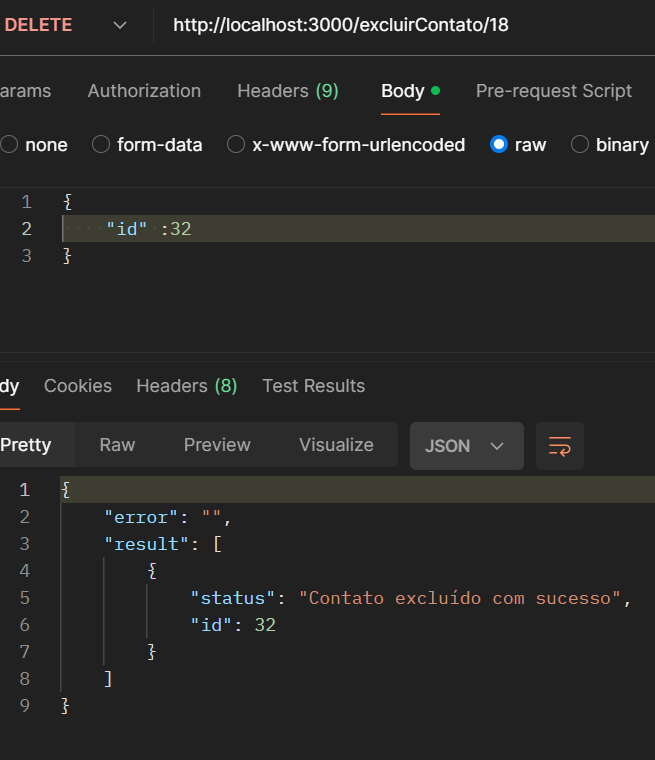 DELETE http://localhost:3000/excluirContato/18
arams Authorization Headers (9) Body Pre-request Script
none form-data x-www-form-urlencoded raw binary
1 {
2 "id" :32
3 }
dy Cookies Headers (8) Test Results
Pretty Raw Preview Visualize JSON
1 {
2 "error": "",
3 "result": [
4 {
5 "status": "Contato excluído com sucesso",
6 "id": 32
7 }
8 ]
9 }